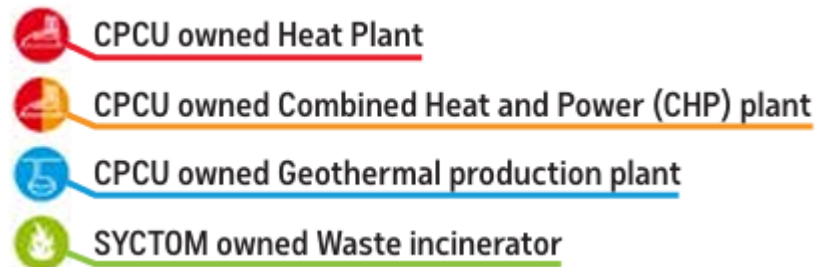 CPCU owned Heat Plant
CPCU owned Combined Heat and Power (CHP) plant
CPCU owned Geothermal production plant
SYCTOM owned Waste incinerator